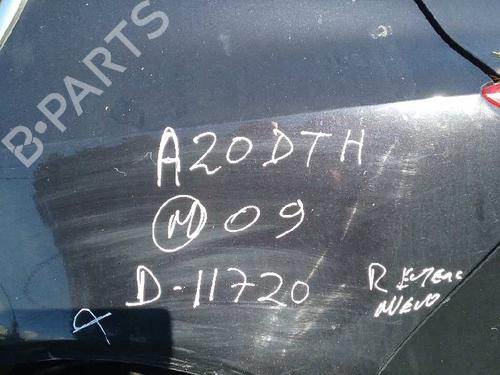 B-PARTS
A20DTH
M 09
D-11720
R
NUEVO